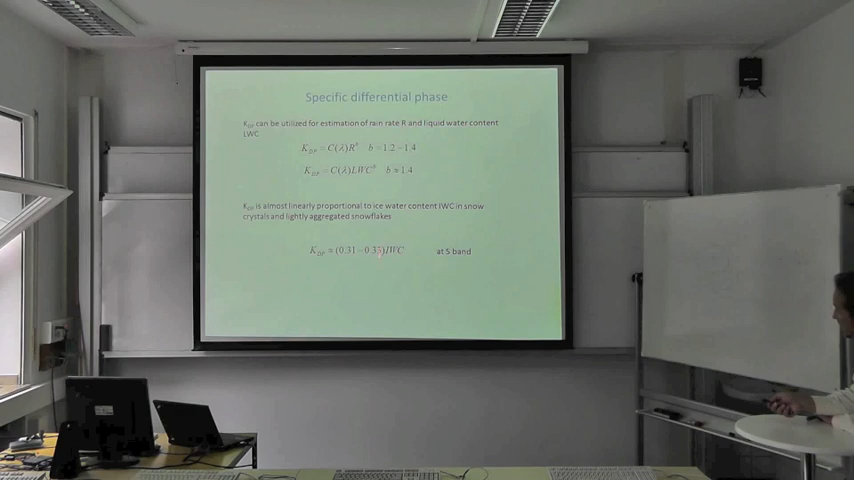 Specific differential phase
K_DP can be utilized for estimation of rain rate R and liquid water content
LWC
K_DP = C(λ)R^b b = 1.2 – 1.4
K_DP = C(λ)LWC^b b ≈ 1.4
K_DP is almost linearly proportional to ice water content IWC in snow
crystals and lightly aggregated snowflakes
K_DP ≈ (0.31 – 0.33)IWC at S band